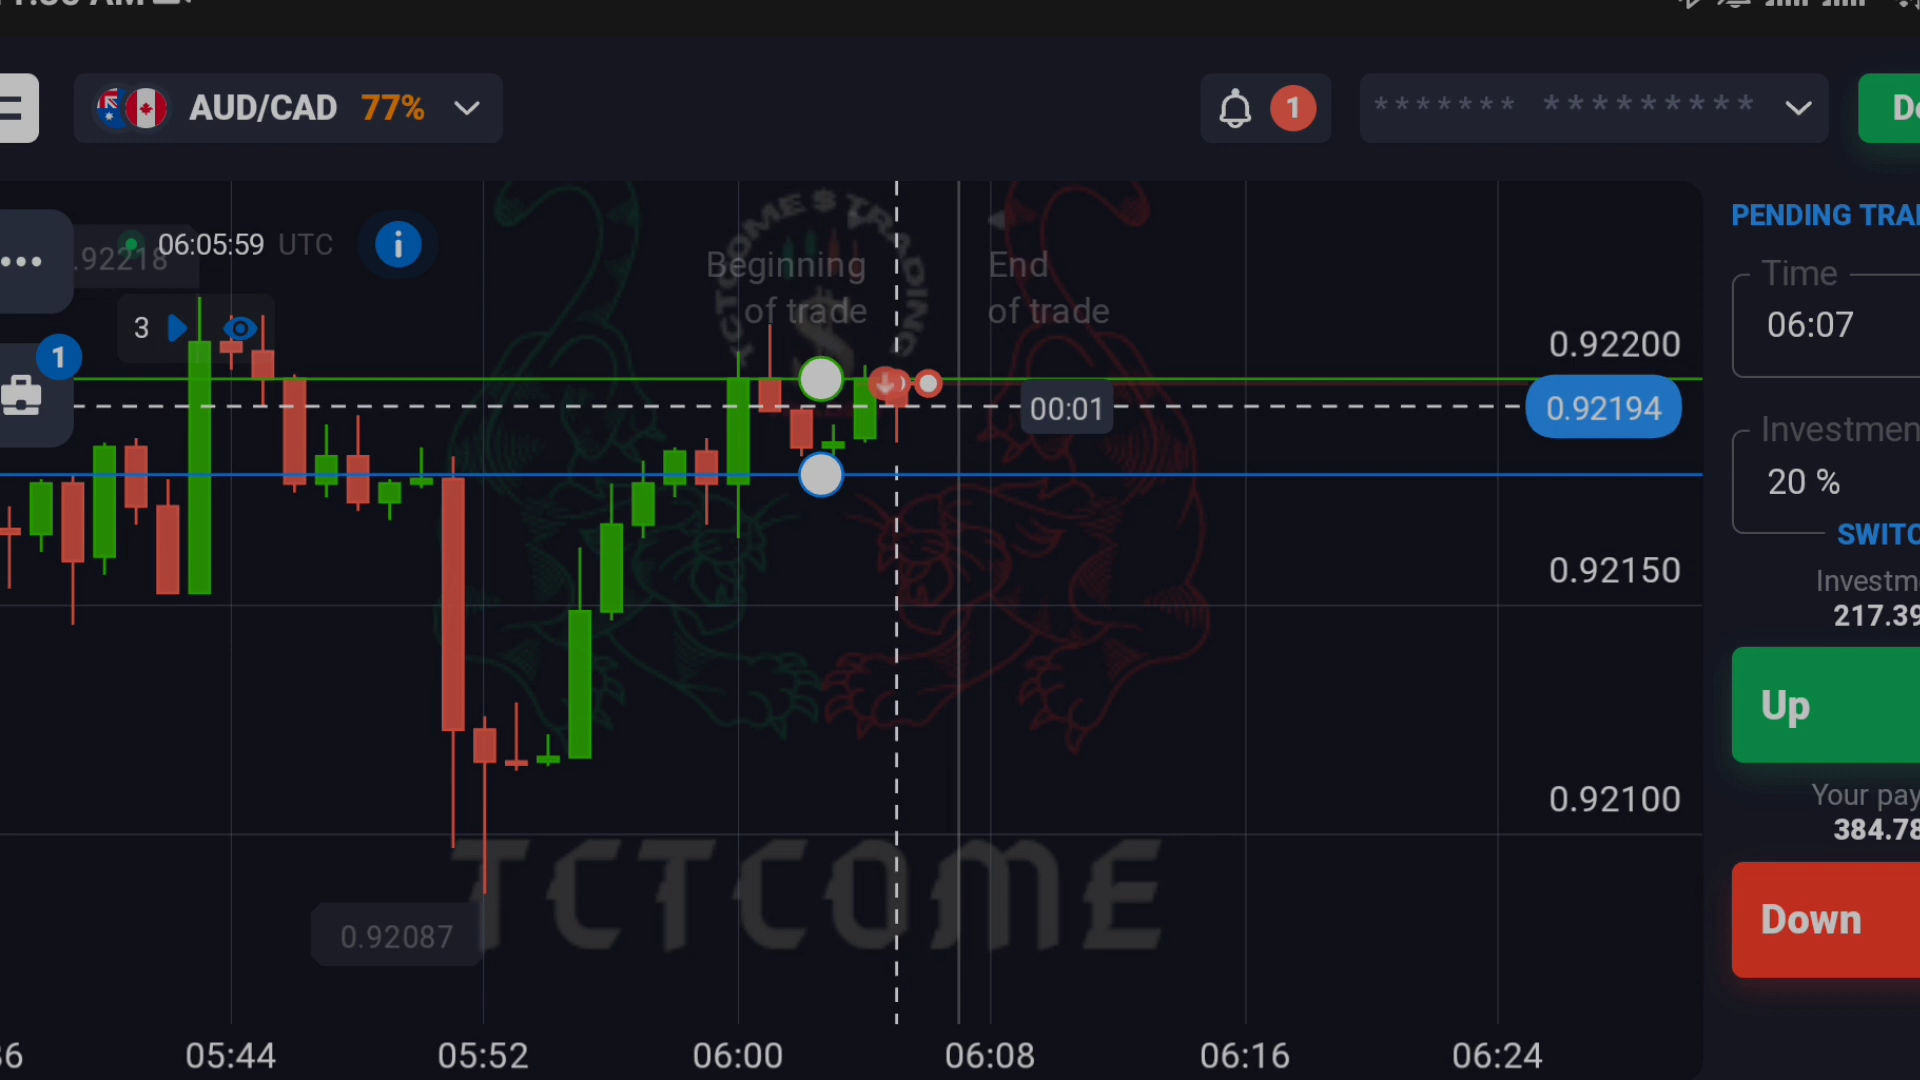 AUD/CAD 77%
1
******* *********
PENDING TRA
06:05:59 UTC
.92218
Beginning
of trade
End
of trade
Time
06:07
3
1
0.92200
00:01
0.92194
Investmen
20 %
SWITC
0.92150
Investm
217.39
Up
Your pay
384.78
0.92100
Down
0.92087
TCTCOME $ TRADING
TCTCOME
05:44
05:52
06:00
06:08
06:16
06:24